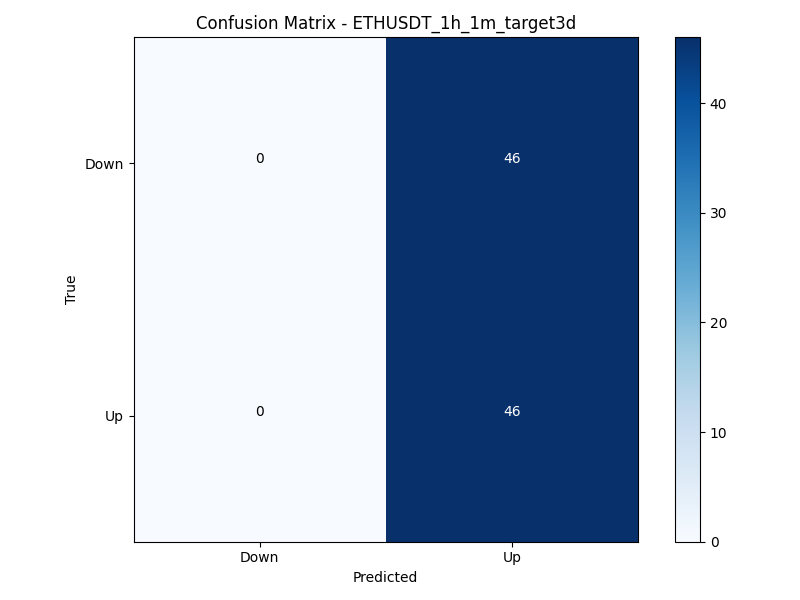 Confusion Matrix - ETHUSDT_1h_1m_target3d
Down
0
46
40
30
True
20
Up
0
46
10
0
Down
Up
Predicted